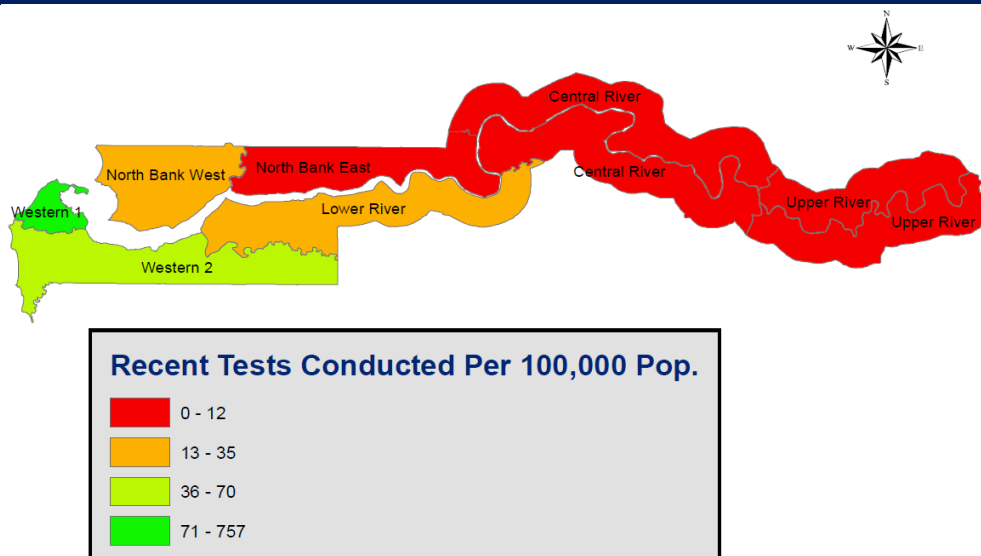 N
W E
S
Central River
North Bank West
North Bank East
Central River
Western 1
Lower River
Upper River
Upper River
Western 2
Recent Tests Conducted Per 100,000 Pop.
0 - 12
13 - 35
36 - 70
71 - 757